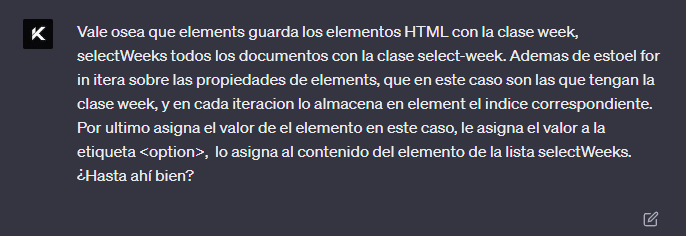 Vale osea que elements guarda los elementos HTML con la clase week,
selectWeeks todos los documentos con la clase select-week. Ademas de estoel for
in itera sobre las propiedades de elements, que en este caso son las que tengan la
clase week, y en cada iteracion lo almacena en element el indice correspondiente.
Por ultimo asigna el valor de el elemento en este caso, le asigna el valor a la
etiqueta <option>,  lo asigna al contenido del elemento de la lista selectWeeks.
¿Hasta ahí bien?